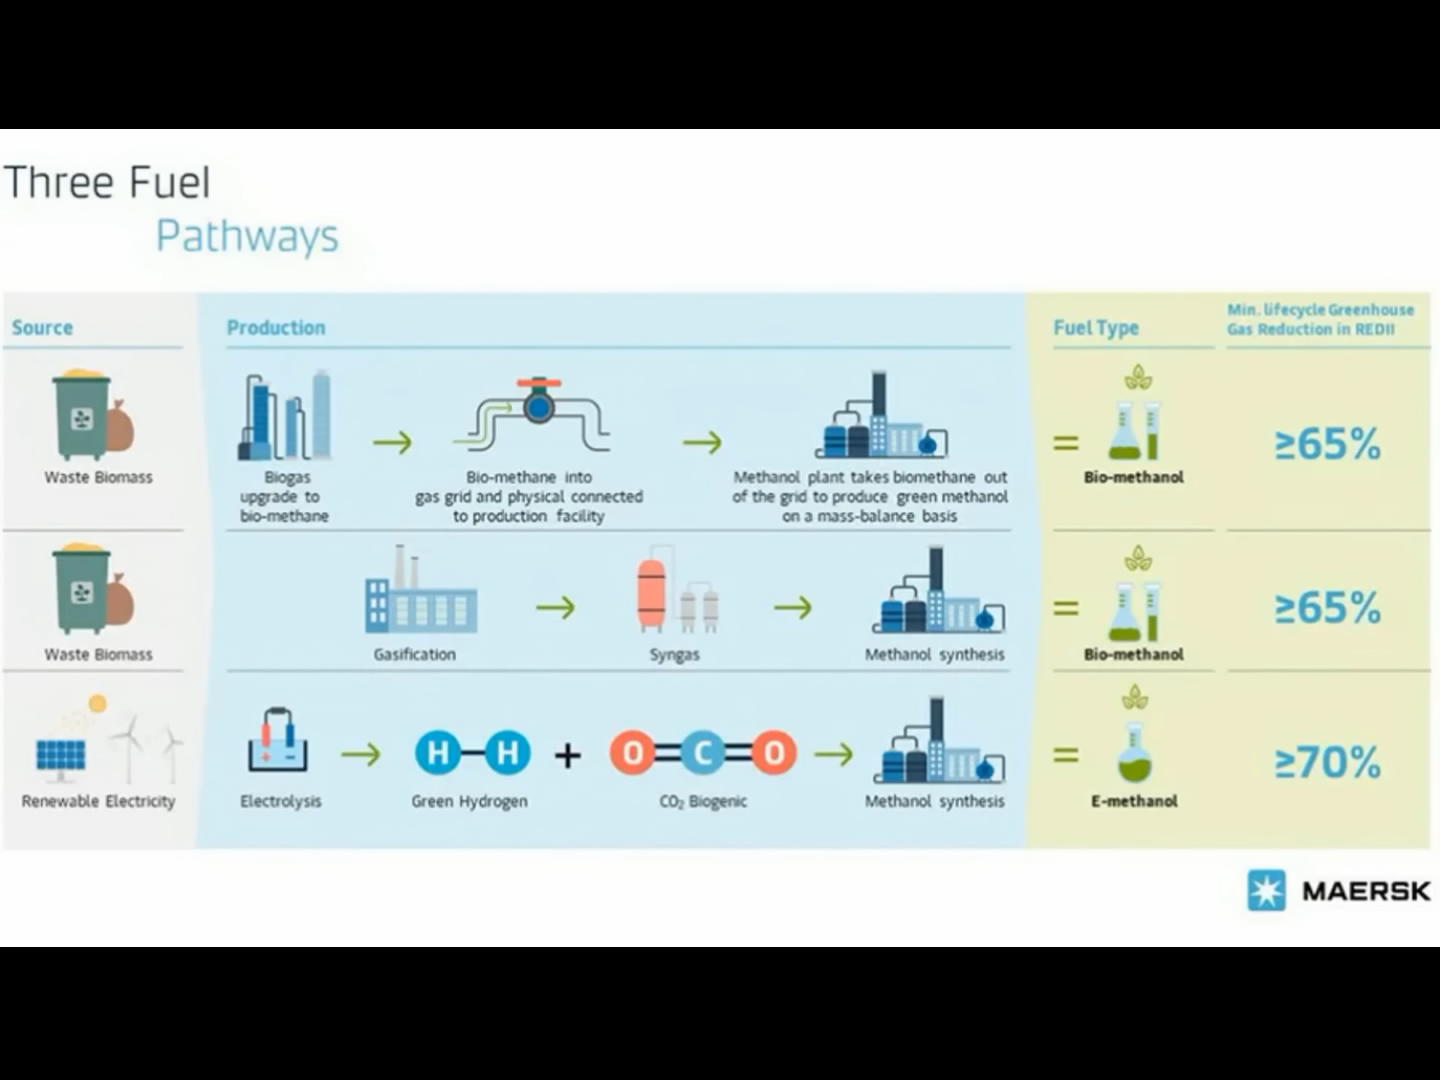 Three Fuel
Pathways
Source
Production
Fuel Type
Min. lifecycle Greenhouse
Gas Reduction in REDII
Waste Biomass
Biogas
upgrade to
bio-methane
Bio-methane into
gas grid and physical connected
to production facility
Methanol plant takes biomethane out
of the grid to produce green methanol
on a mass-balance basis
=
Bio-methanol
≥65%
Waste Biomass
Gasification
Syngas
Methanol synthesis
=
Bio-methanol
≥65%
Renewable Electricity
Electrolysis
H H
Green Hydrogen
+
O C O
CO₂ Biogenic
Methanol synthesis
=
E-methanol
≥70%
MAERSK